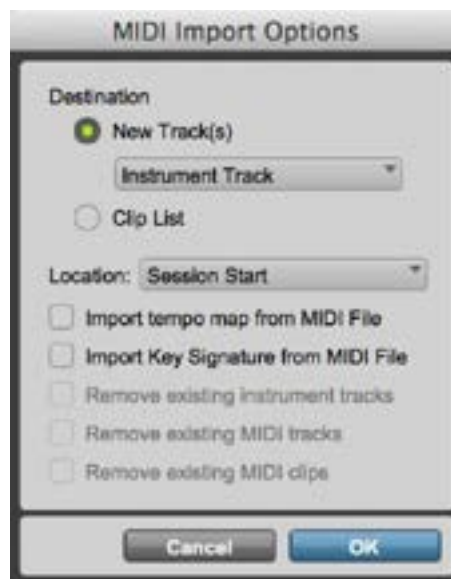 MIDI Import Options
Destination
New Track(s)
Instrument Track
Clip List
Location: Session Start
Import tempo map from MIDI File
Import Key Signature from MIDI File
Remove existing instrument tracks
Remove existing MIDI tracks
Remove existing MIDI clips
Cancel OK